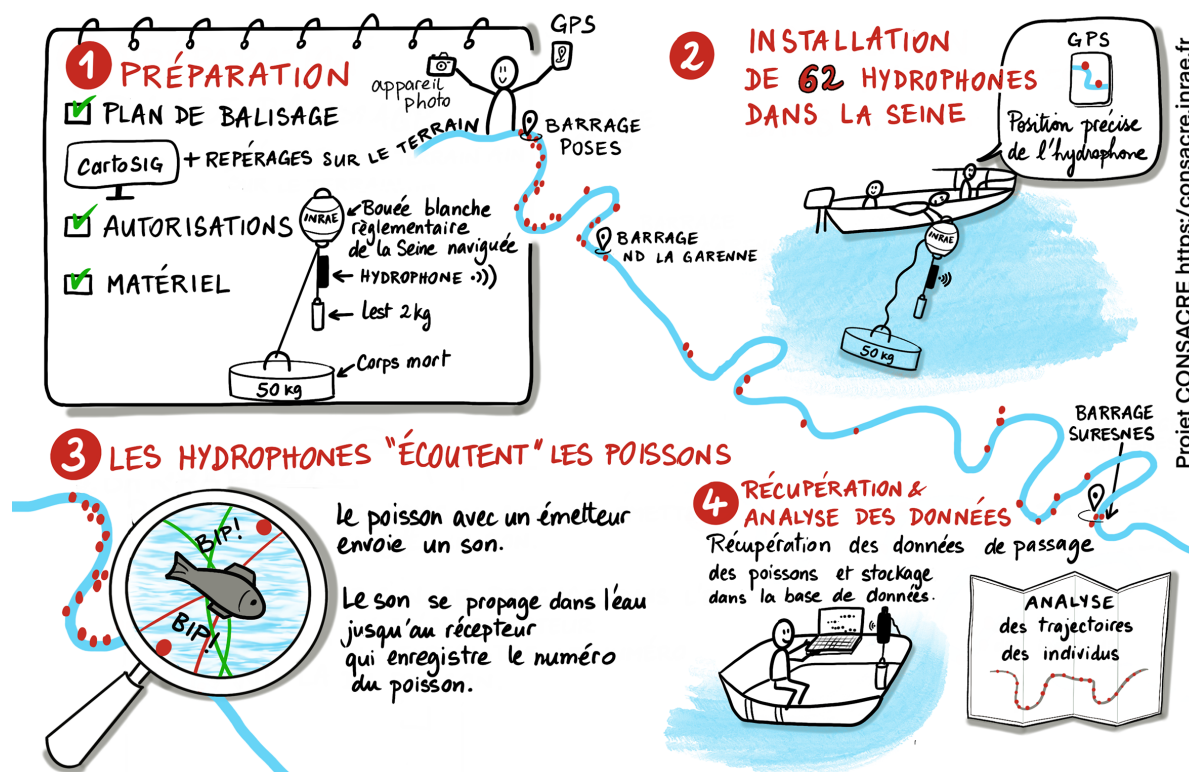 1 PRÉPARATION
GPS
appareil
photo
PLAN DE BALISAGE
CartoSIG + REPÉRAGES SUR LE TERRAIN
BARRAGE
POSES
AUTORISATIONS
MATÉRIEL
INRAE
Bouée blanche
règlementaire
de la Seine naviguée
HYDROPHONE
Lest 2kg
Corps mort
50 kg
BARRAGE
ND LA GARENNE
2 INSTALLATION
DE 62 HYDROPHONES
DANS LA SEINE
GPS
Position précise
de l'hydrophone
INRAE
50 kg
Projet CONSACRE https:/consacre.inrae.fr
BARRAGE
SURESNES
3 LES HYDROPHONES "ÉCOUTENT" LES POISSONS
BIP!
BIP!
Le poisson avec un émetteur
envoie un son.
Le son se propage dans l'eau
jusqu'au récepteur
qui enregistre le numéro
du poisson.
4 RÉCUPÉRATION &
ANALYSE DES DONNÉES
Récupération des données de passage
des poissons et stockage
dans la base de données.
ANALYSE
des trajectoires
des individus